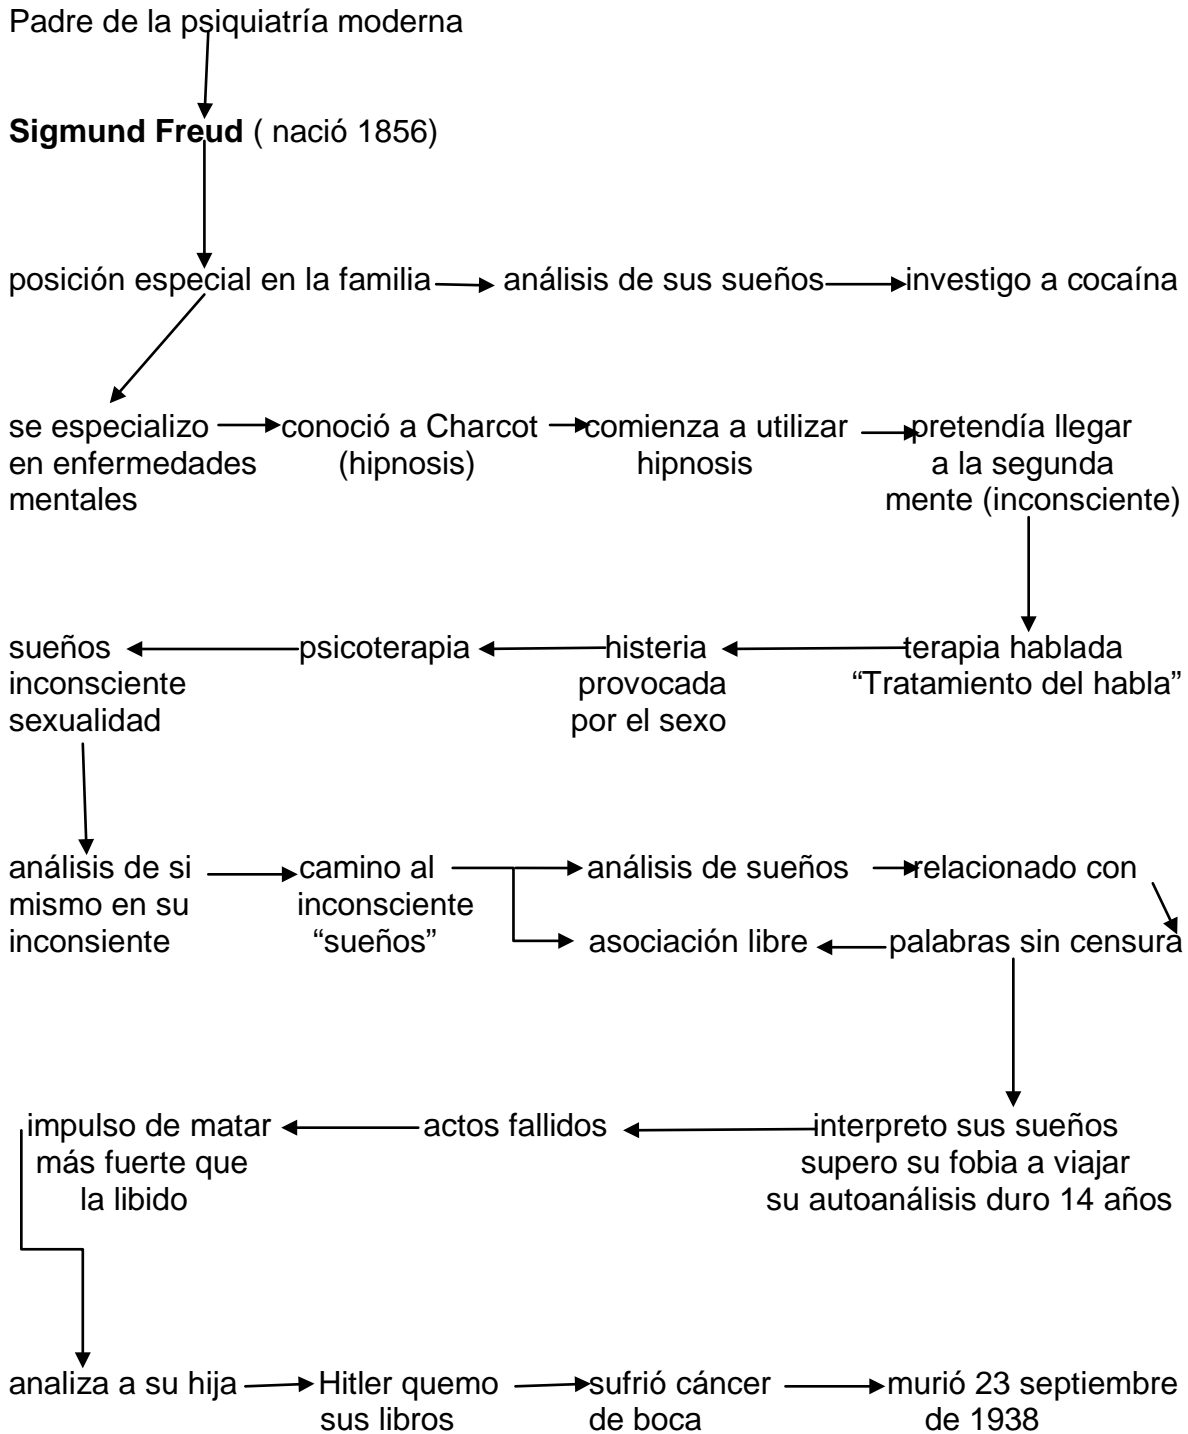 Padre de la psiquiatría moderna
Sigmund Freud ( nació 1856)
posición especial en la familia análisis de sus sueños investigo a cocaína
se especializo conoció a Charcot comienza a utilizar pretendía llegar
en enfermedades (hipnosis) hipnosis a la segunda
mentales mente (inconsciente)
sueños psicoterapia histeria terapia hablada
inconsciente provocada “Tratamiento del habla”
sexualidad por el sexo
análisis de si camino al análisis de sueños relacionado con
mismo en su inconsciente
inconsiente “sueños” asociación libre palabras sin censura
impulso de matar actos fallidos interpreto sus sueños
más fuerte que supero su fobia a viajar
la libido su autoanálisis duro 14 años
analiza a su hija Hitler quemo sufrió cáncer murió 23 septiembre
sus libros de boca de 1938